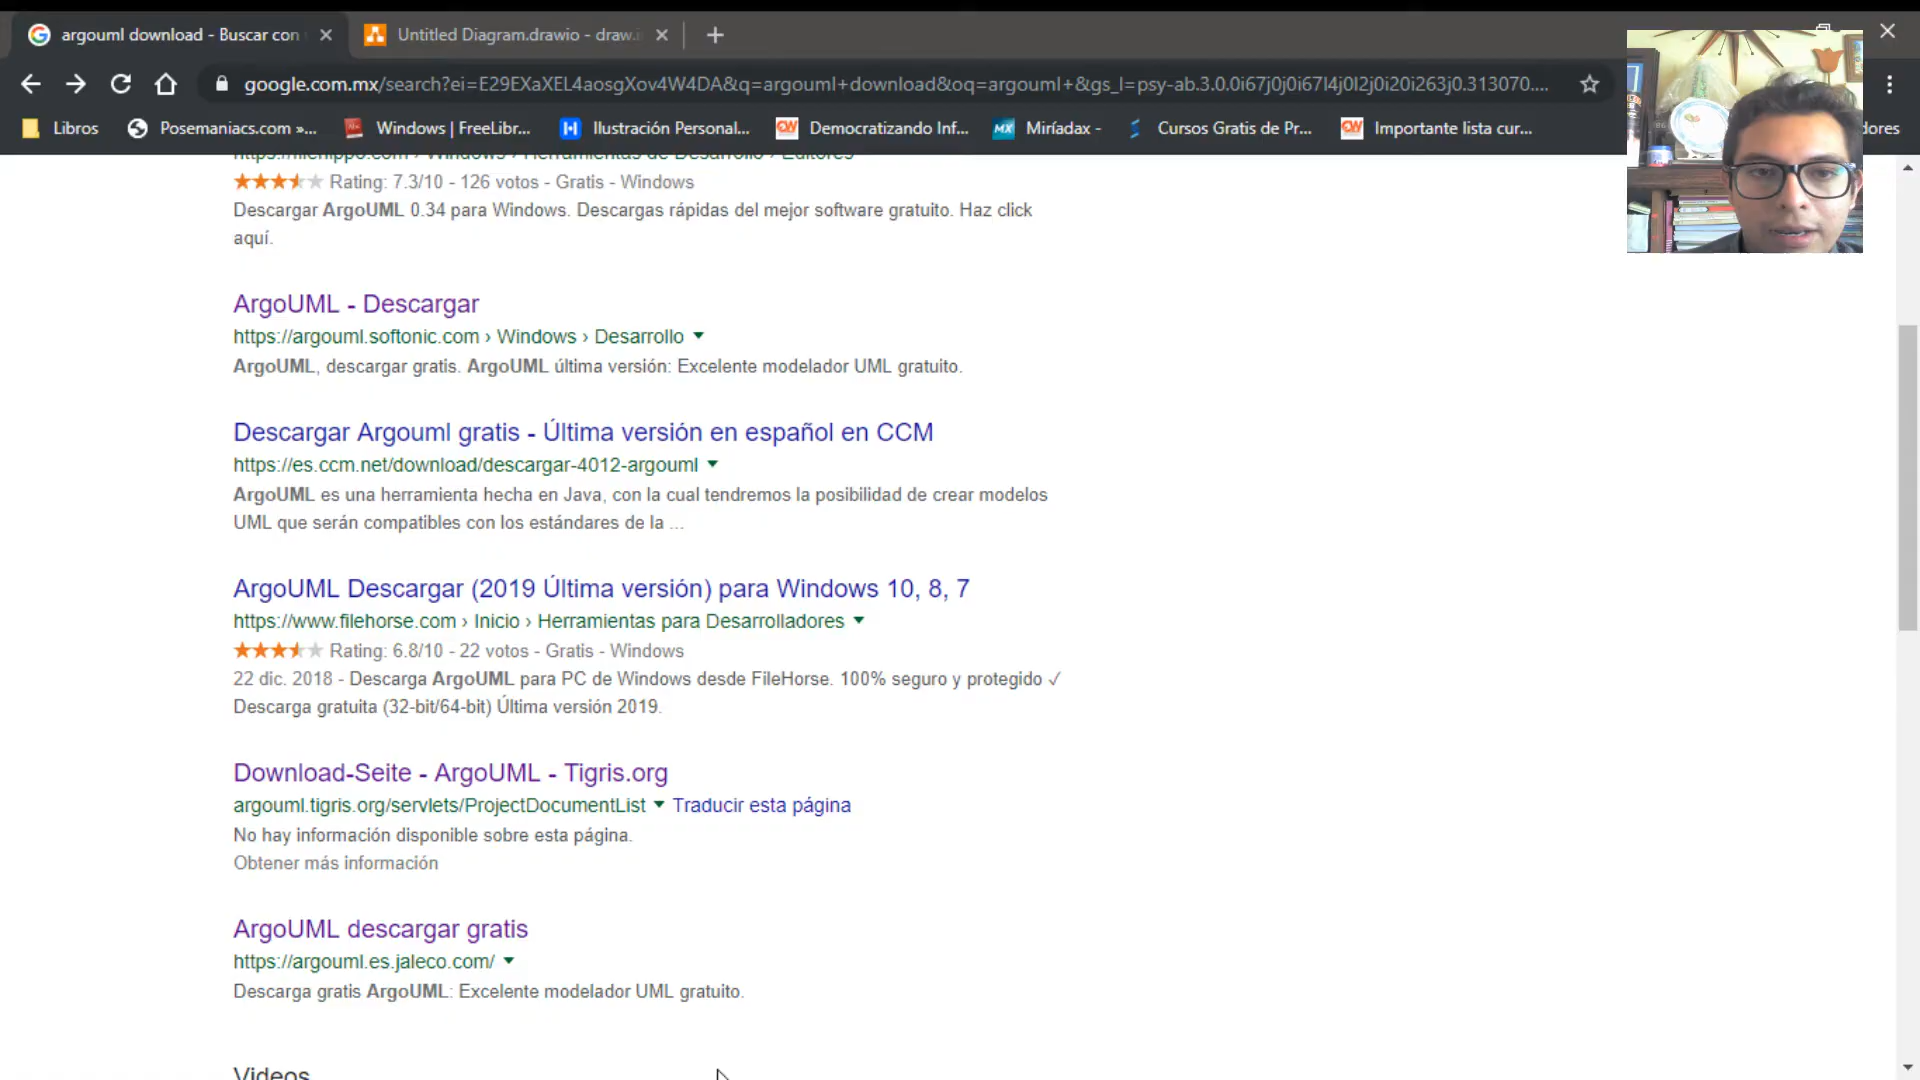 argouml download - Buscar con
Untitled Diagram.drawio - draw.i
google.com.mx/search?ei=E29EXaXEL4aosgXov4W4DA&q=argouml+download&oq=argouml+&gs_l=psy-ab.3.0.0i67j0j0i67l4j0l2j0i20i263j0.313070....
Libros
Posemaniacs.com »...
Windows | FreeLibr...
Ilustración Personal...
Democratizando Inf...
Miríadax -
Cursos Gratis de Pr...
Importante lista cur...
dores
https://filehippo.com › Windows › Herramientas de Desarrollo › Editores
Rating: 7.3/10 - 126 votos - Gratis - Windows
Descargar ArgoUML 0.34 para Windows. Descargas rápidas del mejor software gratuito. Haz click
aquí.
ArgoUML - Descargar
https://argouml.softonic.com › Windows › Desarrollo
ArgoUML, descargar gratis. ArgoUML última versión: Excelente modelador UML gratuito.
Descargar Argouml gratis - Última versión en español en CCM
https://es.ccm.net/download/descargar-4012-argouml
ArgoUML es una herramienta hecha en Java, con la cual tendremos la posibilidad de crear modelos
UML que serán compatibles con los estándares de la ...
ArgoUML Descargar (2019 Última versión) para Windows 10, 8, 7
https://www.filehorse.com › Inicio › Herramientas para Desarrolladores
Rating: 6.8/10 - 22 votos - Gratis - Windows
22 dic. 2018 - Descarga ArgoUML para PC de Windows desde FileHorse. 100% seguro y protegido ✓
Descarga gratuita (32-bit/64-bit) Última versión 2019.
Download-Seite - ArgoUML - Tigris.org
argouml.tigris.org/servlets/ProjectDocumentList Traducir esta página
No hay información disponible sobre esta página.
Obtener más información
ArgoUML descargar gratis
https://argouml.es.jaleco.com/
Descarga gratis ArgoUML: Excelente modelador UML gratuito.
Videos